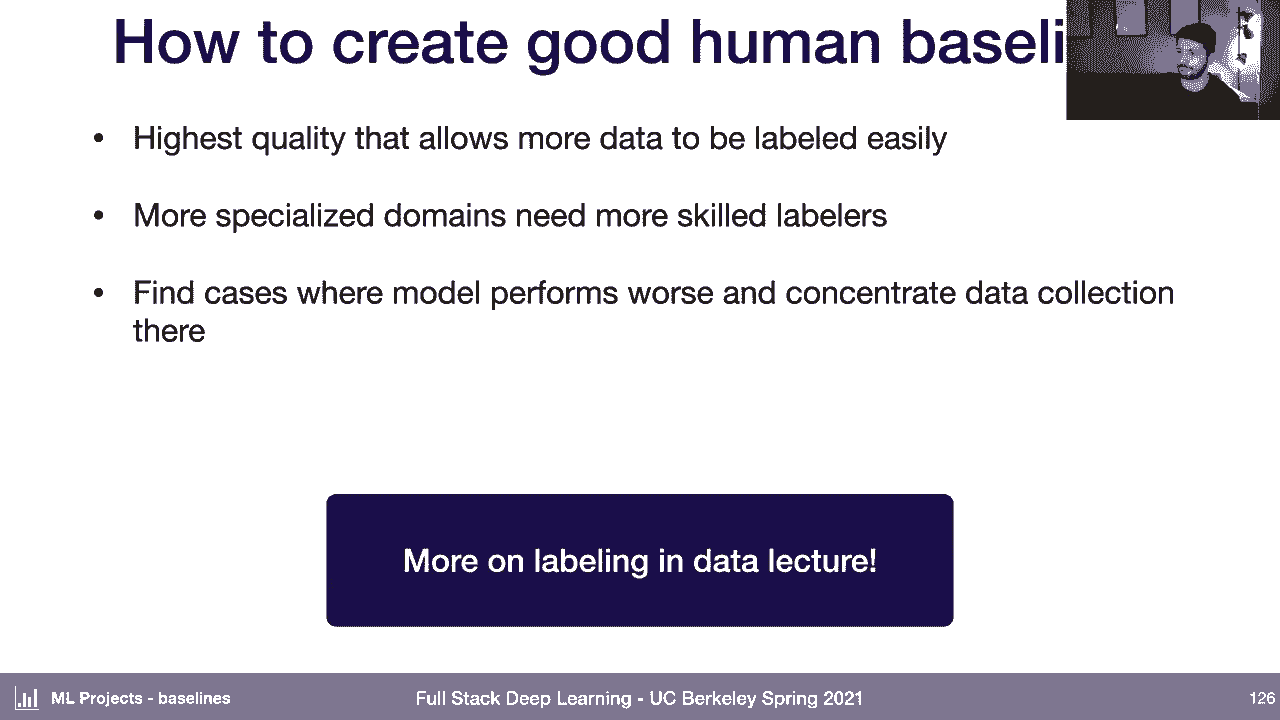 How to create good human baseli
• Highest quality that allows more data to be labeled easily
• More specialized domains need more skilled labelers
• Find cases where model performs worse and concentrate data collection
there
More on labeling in data lecture!
ML Projects - baselines
Full Stack Deep Learning - UC Berkeley Spring 2021
126